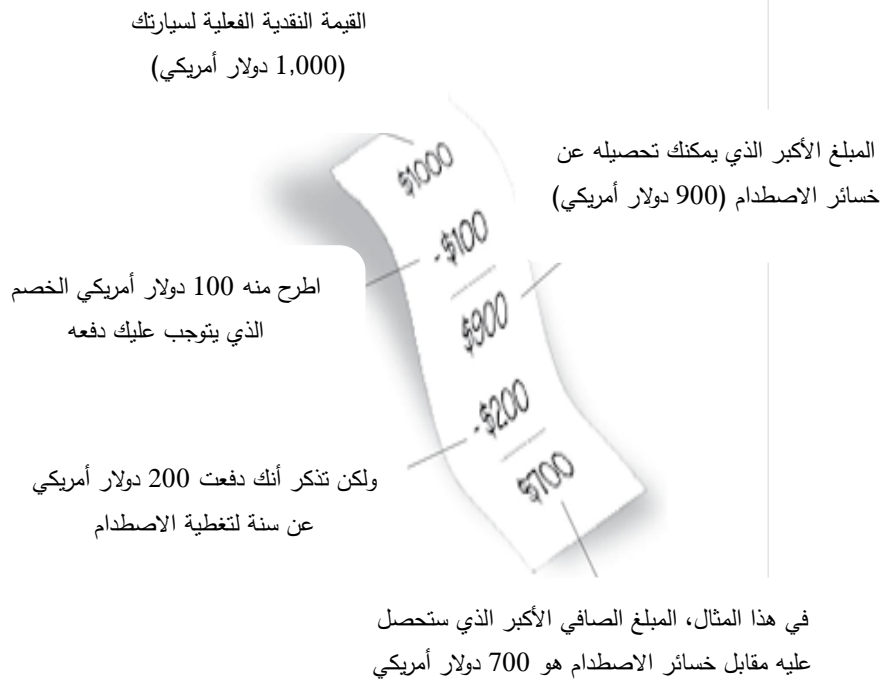 القيمة النقدية الفعلية لسيارتك
(1,000 دولار أمريكي)
$1000
المبلغ الأكبر الذي يمكنك تحصيله عن
خسائر الاصطدام (900 دولار أمريكي)
-$100
اطرح منه 100 دولار أمريكي الخصم
الذي يتوجب عليك دفعه
$900
-$200
ولكن تذكر أنك دفعت 200 دولار أمريكي
عن سنة لتغطية الاصطدام
$700
في هذا المثال، المبلغ الصافي الأكبر الذي ستحصل
عليه مقابل خسائر الاصطدام هو 700 دولار أمريكي